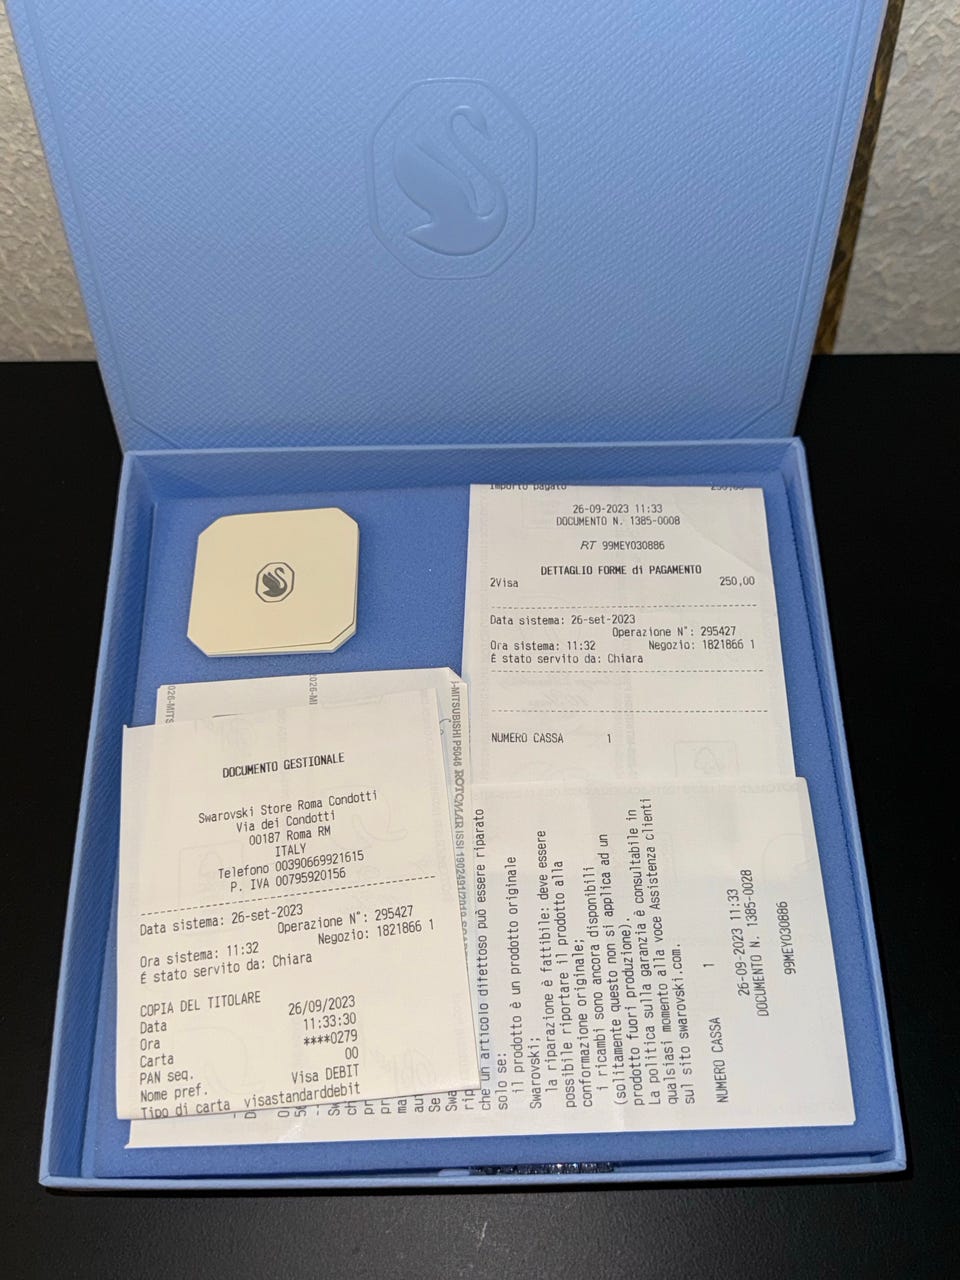 Importo pagato 250,00
26-09-2023 11:33
DOCUMENTO N. 1385-0008
RT 99MEY030886
DETTAGLIO FORME di PAGAMENTO
2Visa 250,00
Data sistema: 26-set-2023
Operazione N°: 295427
Ora sistema: 11:32 Negozio: 1821866 1
È stato servito da: Chiara
NUMERO CASSA 1
DOCUMENTO GESTIONALE
Swarovski Store Roma Condotti
Via dei Condotti
00187 Roma RM
ITALY
Telefono 00390669921615
P. IVA 00795920156
Data sistema: 26-set-2023
Operazione N°: 295427
Ora sistema: 11:32 Negozio: 1821866 1
È stato servito da: Chiara
COPIA DEL TITOLARE
Data 26/09/2023
Ora 11:33:30
Carta ****0279
PAN seq. 00
Nome pref. Visa DEBIT
Tipo di carta visastandarddebit
MITSUBISHI P5046 ROTOMAR ISSI
che un articolo difettoso può essere riparato
solo se:
il prodotto è un prodotto originale
Swarovski;
la riparazione è fattibile: deve essere
possibile riportare il prodotto alla
conformazione originale;
i ricambi sono ancora disponibili
(solitamente questo non si applica ad un
prodotto fuori produzione).
La politica sulla garanzia è consultabile in
qualsiasi momento alla voce Assistenza clienti
sul sito swarovski.com.
NUMERO CASSA 1
26-09-2023 11:33
DOCUMENTO N. 1385-0028
99MEY030886